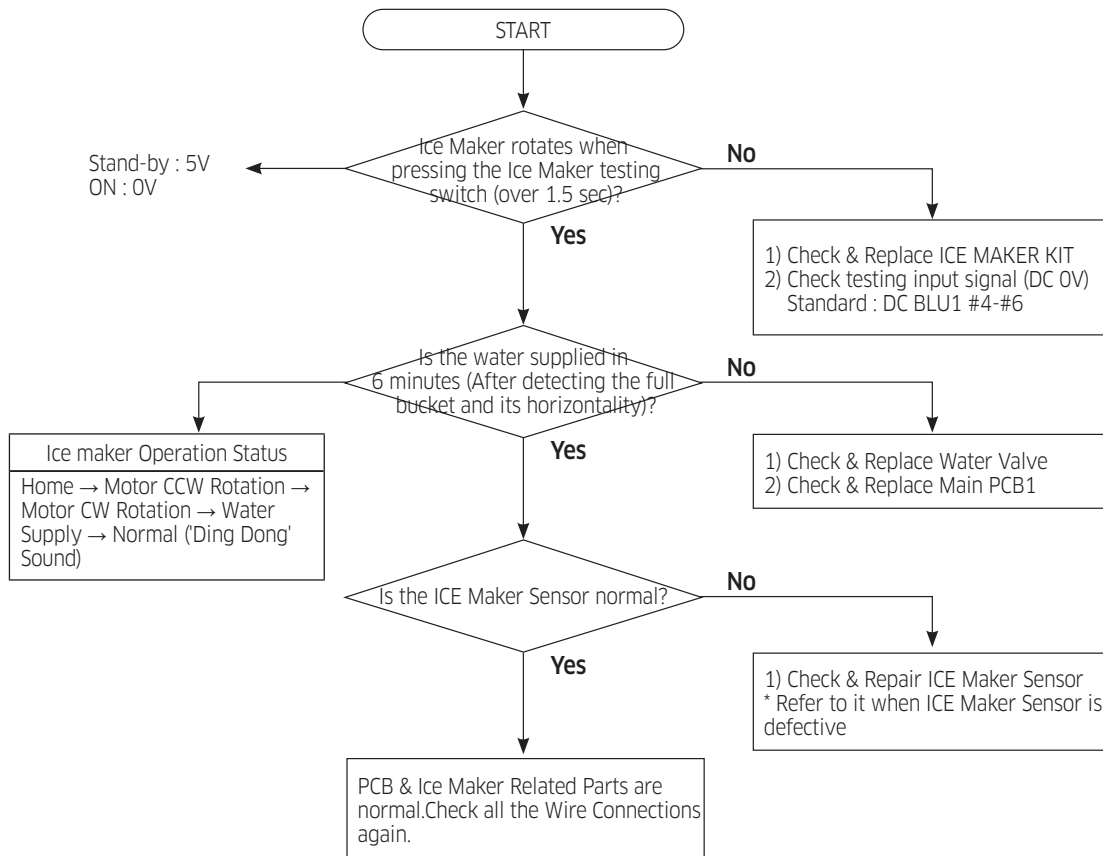 START
Ice Maker rotates when
pressing the Ice Maker testing
switch (over 1.5 sec)?
Stand-by : 5V
ON : 0V
No
Yes
1) Check & Replace ICE MAKER KIT
2) Check testing input signal (DC 0V)
Standard : DC BLU1 #4-#6
Is the water supplied in
6 minutes (After detecting the full
bucket and its horizontality)?
No
Yes
Ice maker Operation Status
Home → Motor CCW Rotation →
Motor CW Rotation → Water
Supply → Normal ('Ding Dong'
Sound)
1) Check & Replace Water Valve
2) Check & Replace Main PCB1
Is the ICE Maker Sensor normal?
No
Yes
1) Check & Repair ICE Maker Sensor
* Refer to it when ICE Maker Sensor is
defective
PCB & Ice Maker Related Parts are
normal.Check all the Wire Connections
again.